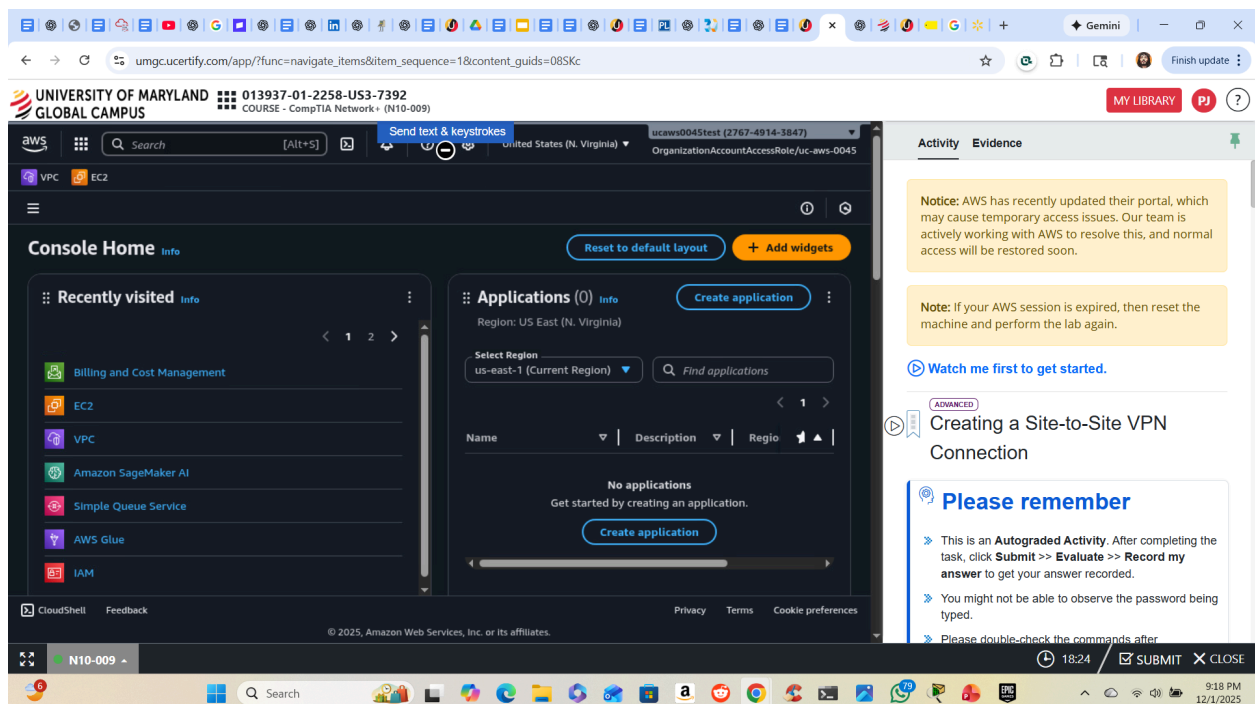 Gemini
umgc.ucertify.com/app/?func=navigate_items&item_sequence=1&content_guids=08SKc
Finish update
UNIVERSITY OF MARYLAND
GLOBAL CAMPUS
013937-01-2258-US3-7392
COURSE - CompTIA Network+ (N10-009)
MY LIBRARY
PJ
?
aws
Search
[Alt+S]
Send text & keystrokes
United States (N. Virginia)
ucaws0045test (2767-4914-3847)
OrganizationAccountAccessRole/uc-aws-0045
VPC
EC2
Console Home Info
Reset to default layout
+ Add widgets
Recently visited Info
1 2
Billing and Cost Management
EC2
VPC
Amazon SageMaker AI
Simple Queue Service
AWS Glue
IAM
Applications (0) Info
Create application
Region: US East (N. Virginia)
Select Region
us-east-1 (Current Region)
Find applications
1
Name
Description
Regio
No applications
Get started by creating an application.
Create application
CloudShell
Feedback
Privacy
Terms
Cookie preferences
© 2025, Amazon Web Services, Inc. or its affiliates.
Activity
Evidence
Notice: AWS has recently updated their portal, which
may cause temporary access issues. Our team is
actively working with AWS to resolve this, and normal
access will be restored soon.
Note: If your AWS session is expired, then reset the
machine and perform the lab again.
Watch me first to get started.
ADVANCED
Creating a Site-to-Site VPN
Connection
Please remember
This is an Autograded Activity. After completing the
task, click Submit >> Evaluate >> Record my
answer to get your answer recorded.
You might not be able to observe the password being
typed.
Please double-check the commands after
N10-009
18:24
SUBMIT
CLOSE
6
Search
79
EPIC
9:18 PM
12/1/2025